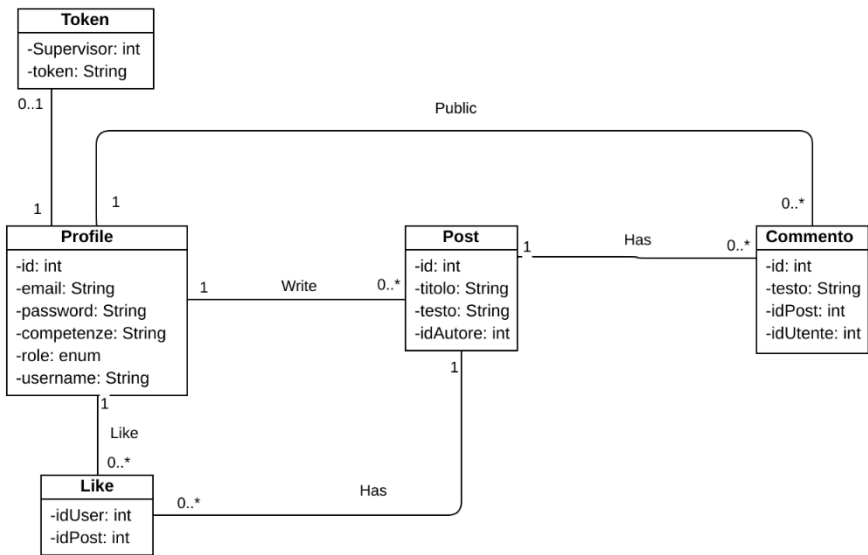 Token
-Supervisor: int
-token: String
0..1
Public
1
1
0..*
Profile
-id: int
-email: String
-password: String
-competenze: String
-role: enum
-username: String
1
Write
0..*
Post
-id: int
-titolo: String
-testo: String
-idAutore: int
1
Has
0..*
Commento
-id: int
-testo: String
-idPost: int
-idUtente: int
1
1
Like
0..*
Like
-idUser: int
-idPost: int
0..*
Has